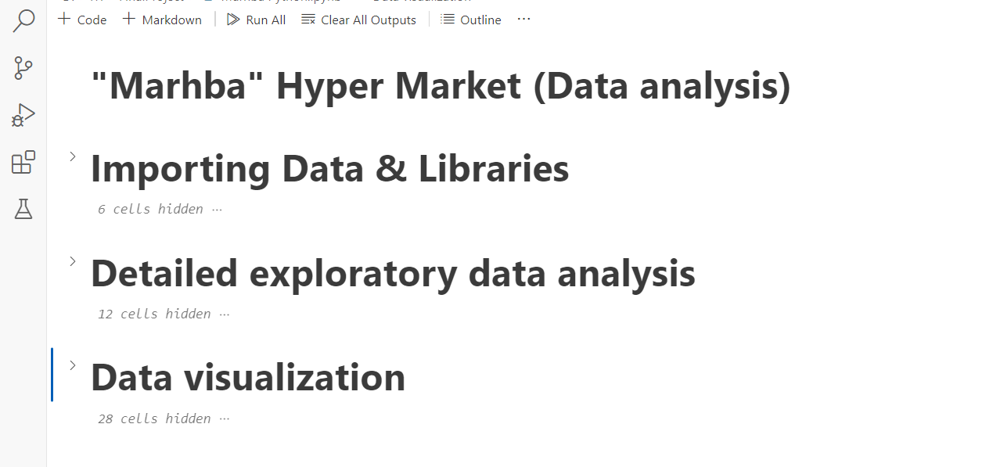 Code Markdown Run All Clear All Outputs Outline ...
"Marhba" Hyper Market (Data analysis)
Importing Data & Libraries
6 cells hidden ...
Detailed exploratory data analysis
12 cells hidden ...
Data visualization
28 cells hidden ...